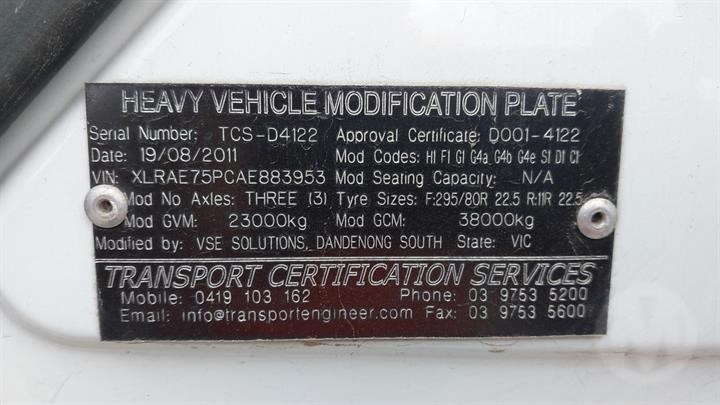 HEAVY VEHICLE MODIFICATION PLATE
Serial Number: TCS-D4122 Approval Certificate: D001-4122
Date: 19/08/2011 Mod Codes: H1 F1 G1 G4a G4b G4e S1 D1 C1
VIN: XLRAE75PCAE883953 Mod Seating Capacity: N/A
Mod No Axles: THREE (3) Tyre Sizes: F:295/80R 22.5 R:11R 22.5
Mod GVM: 23000kg Mod GCM: 38000kg
Modified by: VSE SOLUTIONS, DANDENONG SOUTH State: VIC
TRANSPORT CERTIFICATION SERVICES
Mobile: 0419 103 162 Phone: 03 9753 5200
Email: info@transportengineer.com Fax: 03 9753 5600